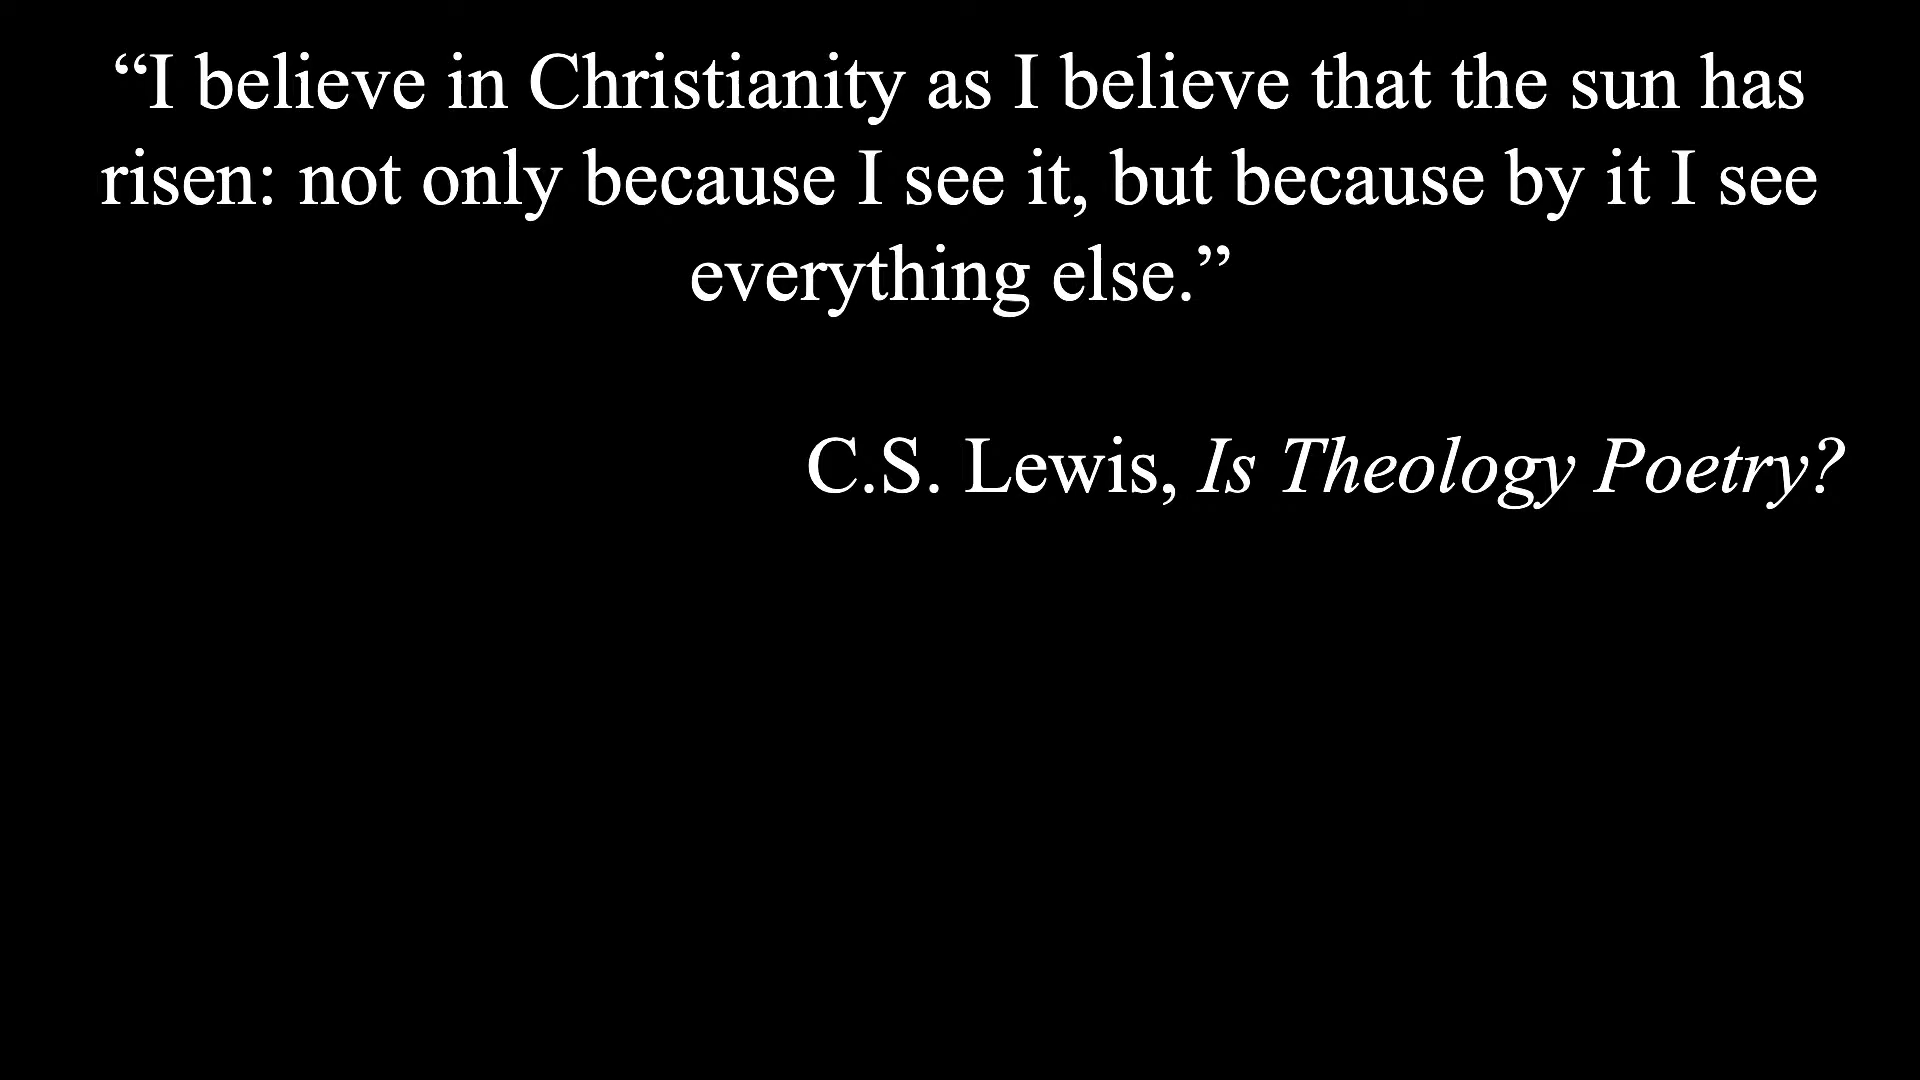 “I believe in Christianity as I believe that the sun has
risen: not only because I see it, but because by it I see
everything else.”
C.S. Lewis, Is Theology Poetry?